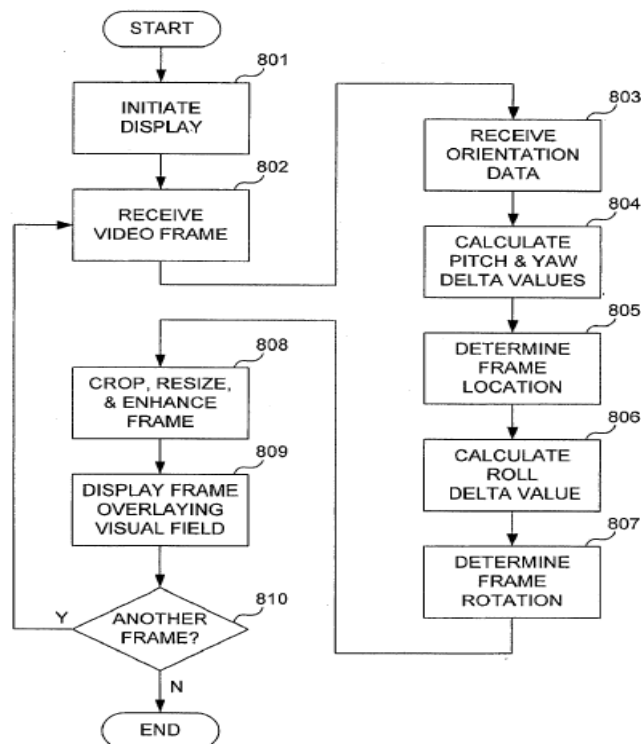 START
801
INITIATE
DISPLAY
802
RECEIVE
VIDEO FRAME
803
RECEIVE
ORIENTATION
DATA
804
CALCULATE
PITCH & YAW
DELTA VALUES
805
DETERMINE
FRAME
LOCATION
806
CALCULATE
ROLL
DELTA VALUE
807
DETERMINE
FRAME
ROTATION
808
CROP, RESIZE,
& ENHANCE
FRAME
809
DISPLAY FRAME
OVERLAYING
VISUAL FIELD
810
ANOTHER
FRAME?
Y
N
END